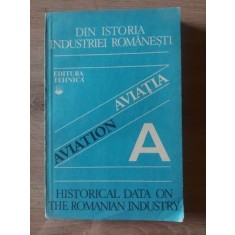 DIN ISTORIA
INDUSTRIEI ROMÂNEȘTI
EDITURA
TEHNICĂ
AVIAȚIA
AVIATION
A
HISTORICAL DATA ON
THE ROMANIAN INDUSTRY